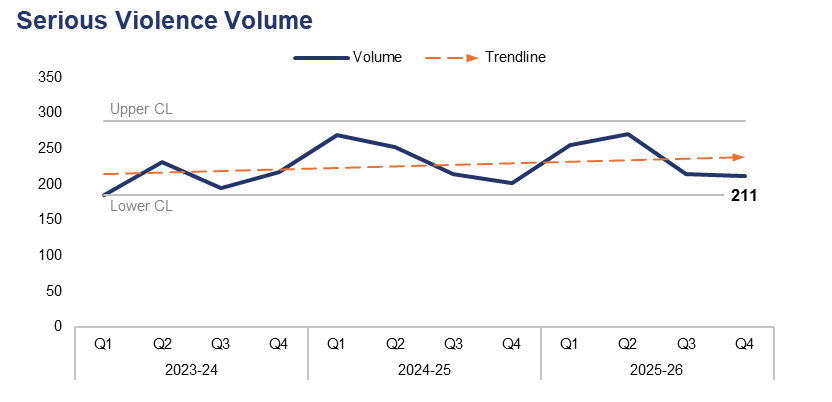 Serious Violence Volume
Volume Trendline
350
300
Upper CL
250
200
211
Lower CL
150
100
50
0
Q1 Q2 Q3 Q4 Q1 Q2 Q3 Q4 Q1 Q2 Q3 Q4
2023-24 2024-25 2025-26